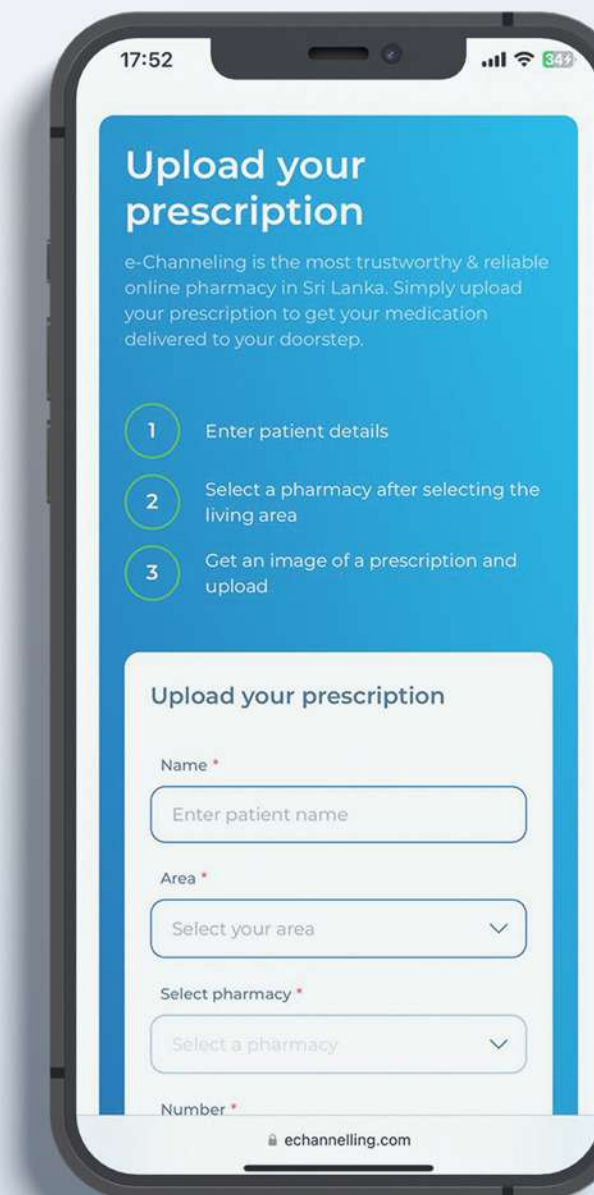 17:52
34
Upload your
prescription
e-Channeling is the most trustworthy & reliable
online pharmacy in Sri Lanka. Simply upload
your prescription to get your medication
delivered to your doorstep.
1 Enter patient details
2 Select a pharmacy after selecting the
living area
3 Get an image of a prescription and
upload
Upload your prescription
Name *
Enter patient name
Area *
Select your area
Select pharmacy *
Select a pharmacy
Number *
echannelling.com